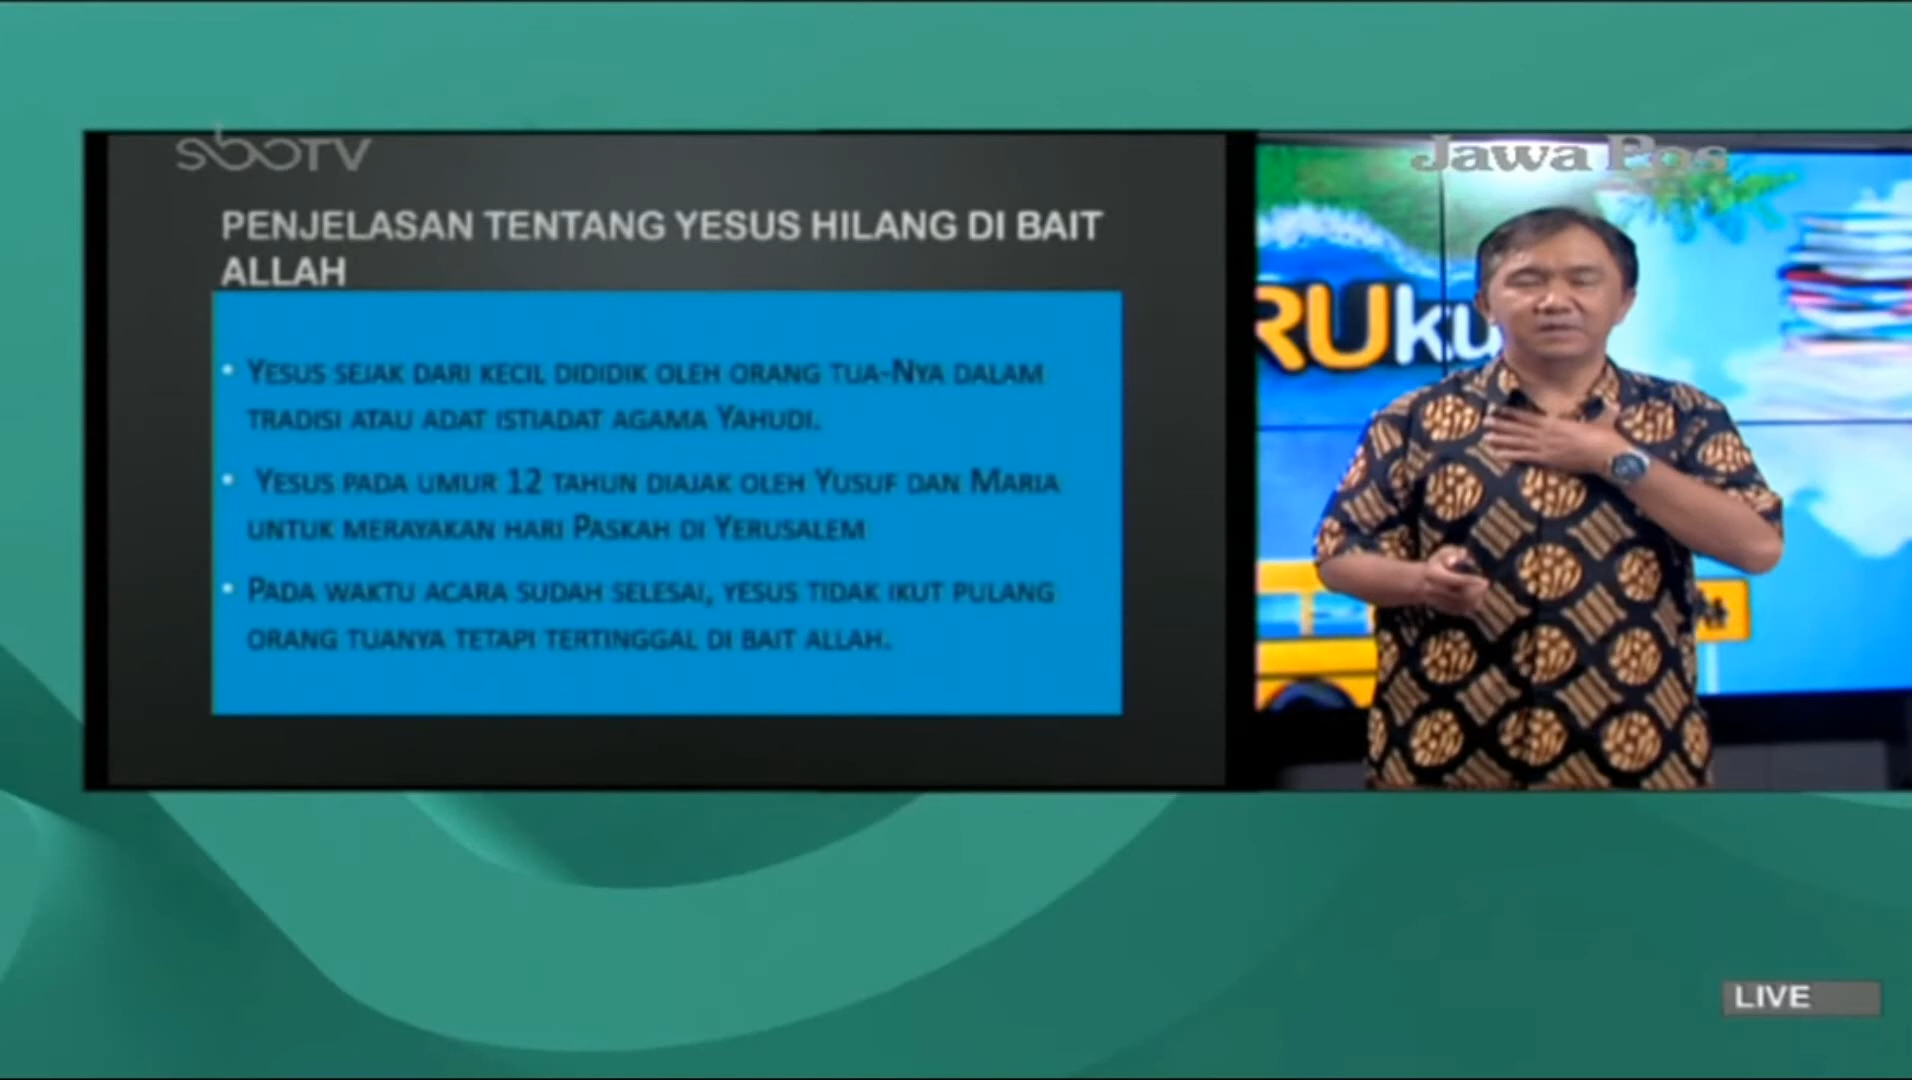 sboTV
Jawa Pos
PENJELASAN TENTANG YESUS HILANG DI BAIT
ALLAH
• YESUS SEJAK DARI KECIL DIDIDIK OLEH ORANG TUA-NYA DALAM
TRADISI ATAU ADAT ISTIADAT AGAMA YAHUDI.
• YESUS PADA UMUR 12 TAHUN DIAJAK OLEH YUSUF DAN MARIA
UNTUK MERAYAKAN HARI PASKAH DI YERUSALEM
• PADA WAKTU ACARA SUDAH SELESAI, YESUS TIDAK IKUT PULANG
ORANG TUANYA TETAPI TERTINGGAL DI BAIT ALLAH.
RUku
LIVE